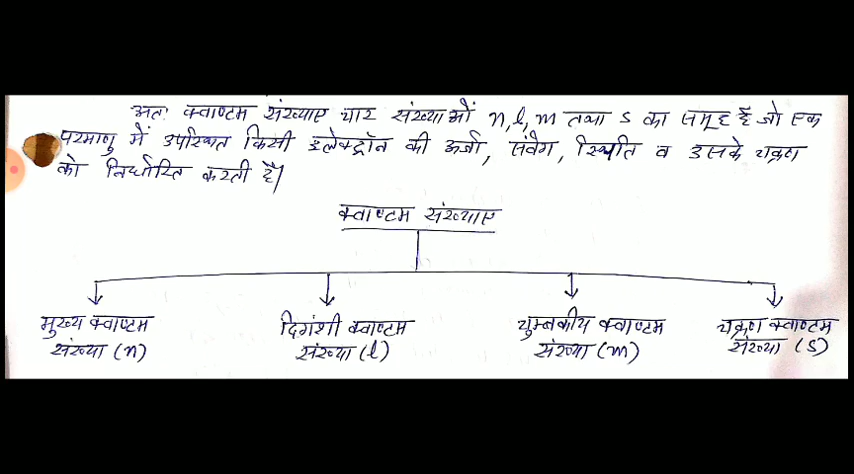 अतः क्वाण्टम संख्याए चार संख्याओं n, l, m तथा s का समूह है जो एक
परमाणु में उपस्थित किसी इलेक्ट्रॉन की ऊर्जा, संवेग, स्थिति व उसके चक्रण
को निर्धारित करती है।
क्वाण्टम संख्याए
मुख्य क्वाण्टम संख्या (n)
दिगंशी क्वाण्टम संख्या (l)
चुम्बकीय क्वाण्टम संख्या (m)
चक्रण क्वाण्टम संख्या (s)